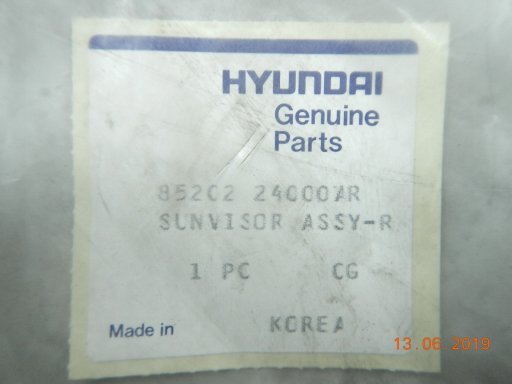 HYUNDAI
Genuine
Parts
85202 24000AR
SUNVISOR ASSY-R
1 PC CG
Made in KOREA
13.06.2019